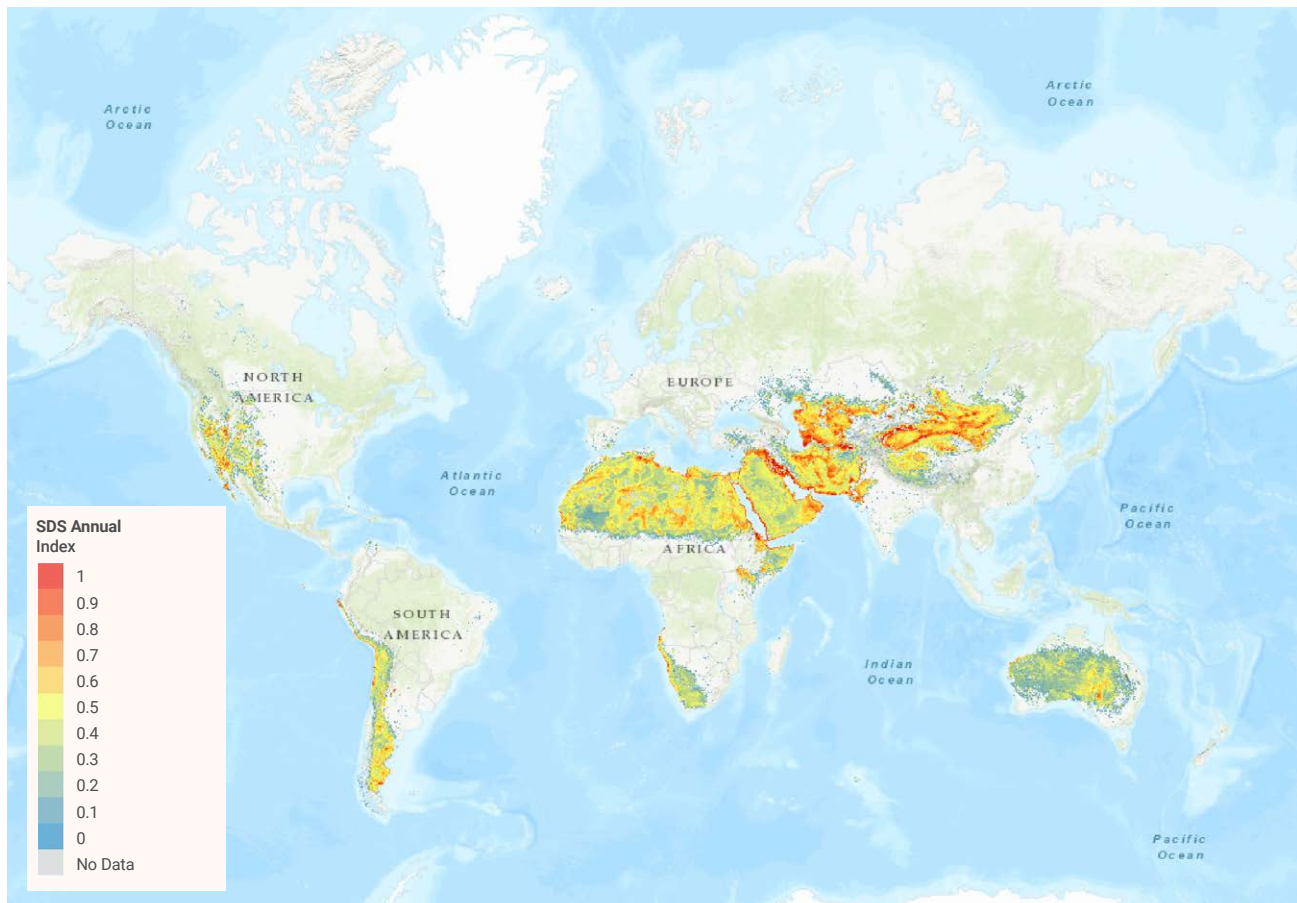 Arctic
Ocean
Arctic
Ocean
NORTH
AMERICA
EUROPE
Atlantic
Ocean
Pacific
Ocean
AFRICA
SOUTH
AMERICA
Indian
Ocean
Pacific
Ocean
SDS Annual
Index
1
0.9
0.8
0.7
0.6
0.5
0.4
0.3
0.2
0.1
0
No Data